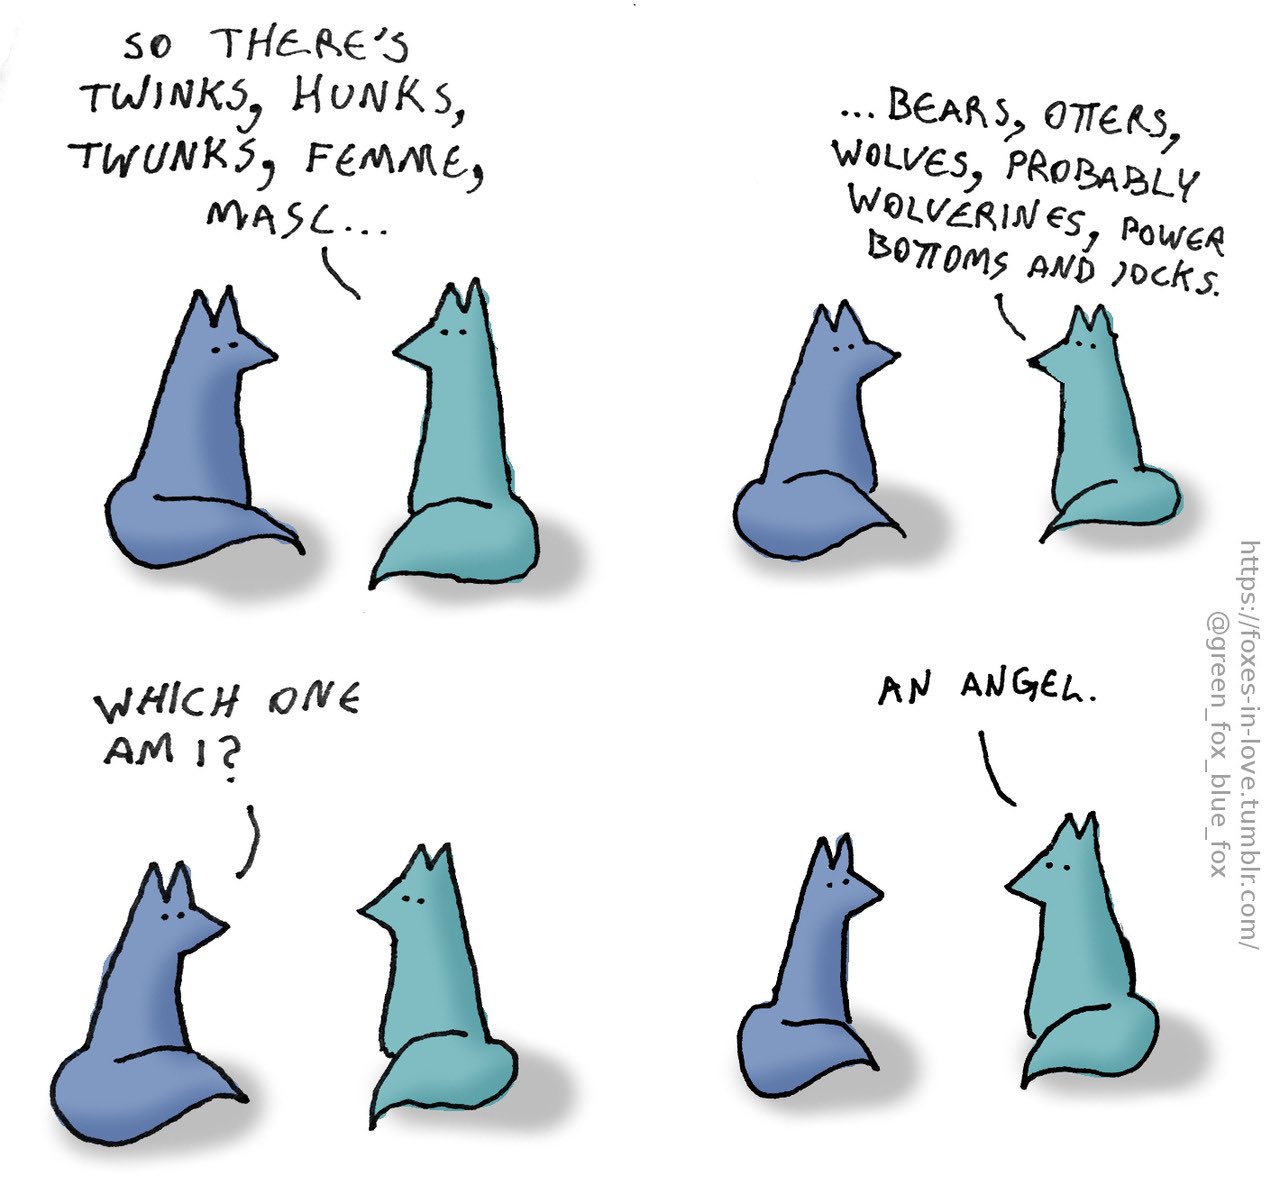 SO THERE'S
TWINKS, HUNKS,
TWUNKS, FEMME,
MASC...
...BEARS, OTTERS,
WOLVES, PROBABLY
WOLVERINES, POWER
BOTTOMS AND JOCKS.
WHICH ONE
AM I?
AN ANGEL.
https://foxes-in-love.tumblr.com/
@green_fox_blue_fox